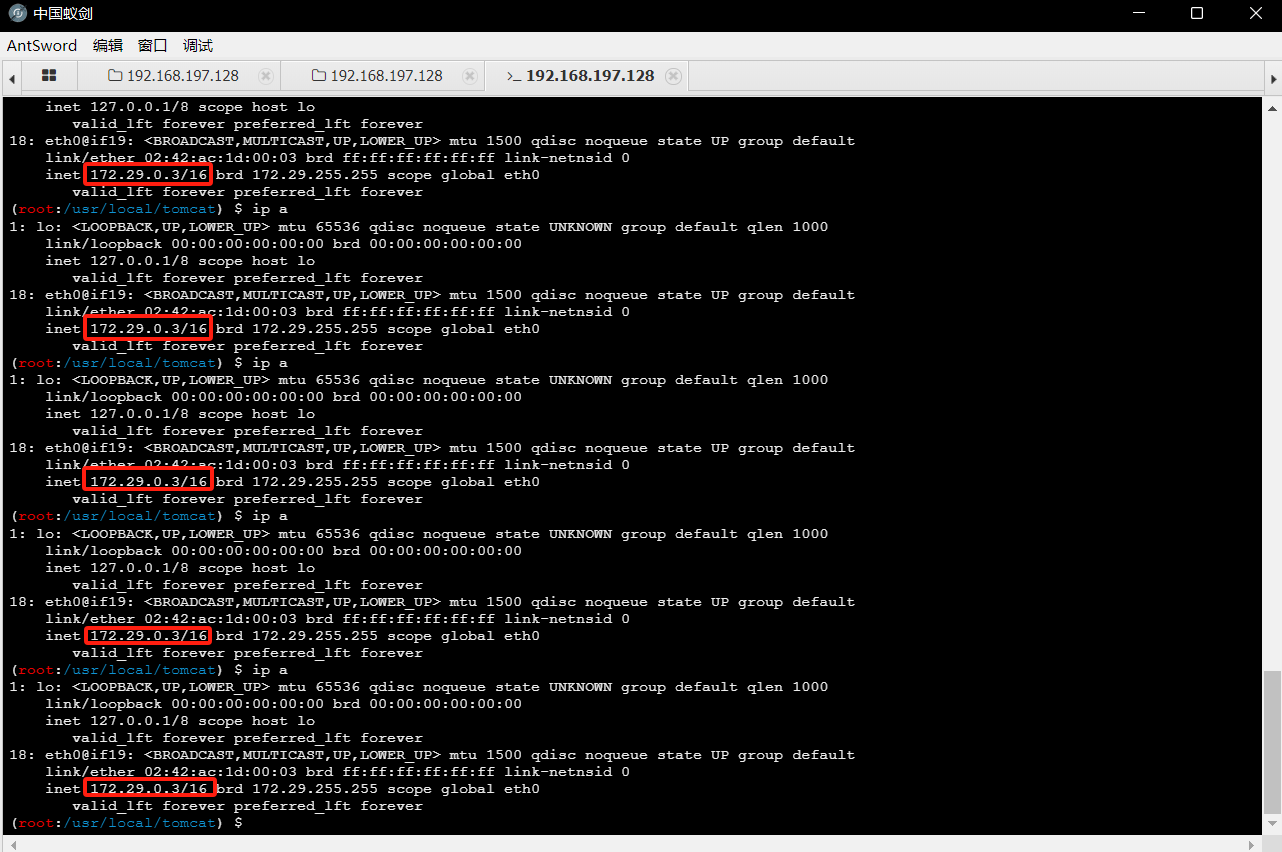 中国蚁剑
AntSword 编辑 窗口 调试
192.168.197.128 192.168.197.128 >_ 192.168.197.128
inet 127.0.0.1/8 scope host lo
valid_lft forever preferred_lft forever
18: eth0@if19: <BROADCAST,MULTICAST,UP,LOWER_UP> mtu 1500 qdisc noqueue state UP group default
link/ether 02:42:ac:1d:00:03 brd ff:ff:ff:ff:ff:ff link-netnsid 0
inet 172.29.0.3/16 brd 172.29.255.255 scope global eth0
valid_lft forever preferred_lft forever
(root:/usr/local/tomcat) $ ip a
1: lo: <LOOPBACK,UP,LOWER_UP> mtu 65536 qdisc noqueue state UNKNOWN group default qlen 1000
link/loopback 00:00:00:00:00:00 brd 00:00:00:00:00:00
inet 127.0.0.1/8 scope host lo
valid_lft forever preferred_lft forever
18: eth0@if19: <BROADCAST,MULTICAST,UP,LOWER_UP> mtu 1500 qdisc noqueue state UP group default
link/ether 02:42:ac:1d:00:03 brd ff:ff:ff:ff:ff:ff link-netnsid 0
inet 172.29.0.3/16 brd 172.29.255.255 scope global eth0
valid_lft forever preferred_lft forever
(root:/usr/local/tomcat) $ ip a
1: lo: <LOOPBACK,UP,LOWER_UP> mtu 65536 qdisc noqueue state UNKNOWN group default qlen 1000
link/loopback 00:00:00:00:00:00 brd 00:00:00:00:00:00
inet 127.0.0.1/8 scope host lo
valid_lft forever preferred_lft forever
18: eth0@if19: <BROADCAST,MULTICAST,UP,LOWER_UP> mtu 1500 qdisc noqueue state UP group default
link/ether 02:42:ac:1d:00:03 brd ff:ff:ff:ff:ff:ff link-netnsid 0
inet 172.29.0.3/16 brd 172.29.255.255 scope global eth0
valid_lft forever preferred_lft forever
(root:/usr/local/tomcat) $ ip a
1: lo: <LOOPBACK,UP,LOWER_UP> mtu 65536 qdisc noqueue state UNKNOWN group default qlen 1000
link/loopback 00:00:00:00:00:00 brd 00:00:00:00:00:00
inet 127.0.0.1/8 scope host lo
valid_lft forever preferred_lft forever
18: eth0@if19: <BROADCAST,MULTICAST,UP,LOWER_UP> mtu 1500 qdisc noqueue state UP group default
link/ether 02:42:ac:1d:00:03 brd ff:ff:ff:ff:ff:ff link-netnsid 0
inet 172.29.0.3/16 brd 172.29.255.255 scope global eth0
valid_lft forever preferred_lft forever
(root:/usr/local/tomcat) $ ip a
1: lo: <LOOPBACK,UP,LOWER_UP> mtu 65536 qdisc noqueue state UNKNOWN group default qlen 1000
link/loopback 00:00:00:00:00:00 brd 00:00:00:00:00:00
inet 127.0.0.1/8 scope host lo
valid_lft forever preferred_lft forever
18: eth0@if19: <BROADCAST,MULTICAST,UP,LOWER_UP> mtu 1500 qdisc noqueue state UP group default
link/ether 02:42:ac:1d:00:03 brd ff:ff:ff:ff:ff:ff link-netnsid 0
inet 172.29.0.3/16 brd 172.29.255.255 scope global eth0
valid_lft forever preferred_lft forever
(root:/usr/local/tomcat) $